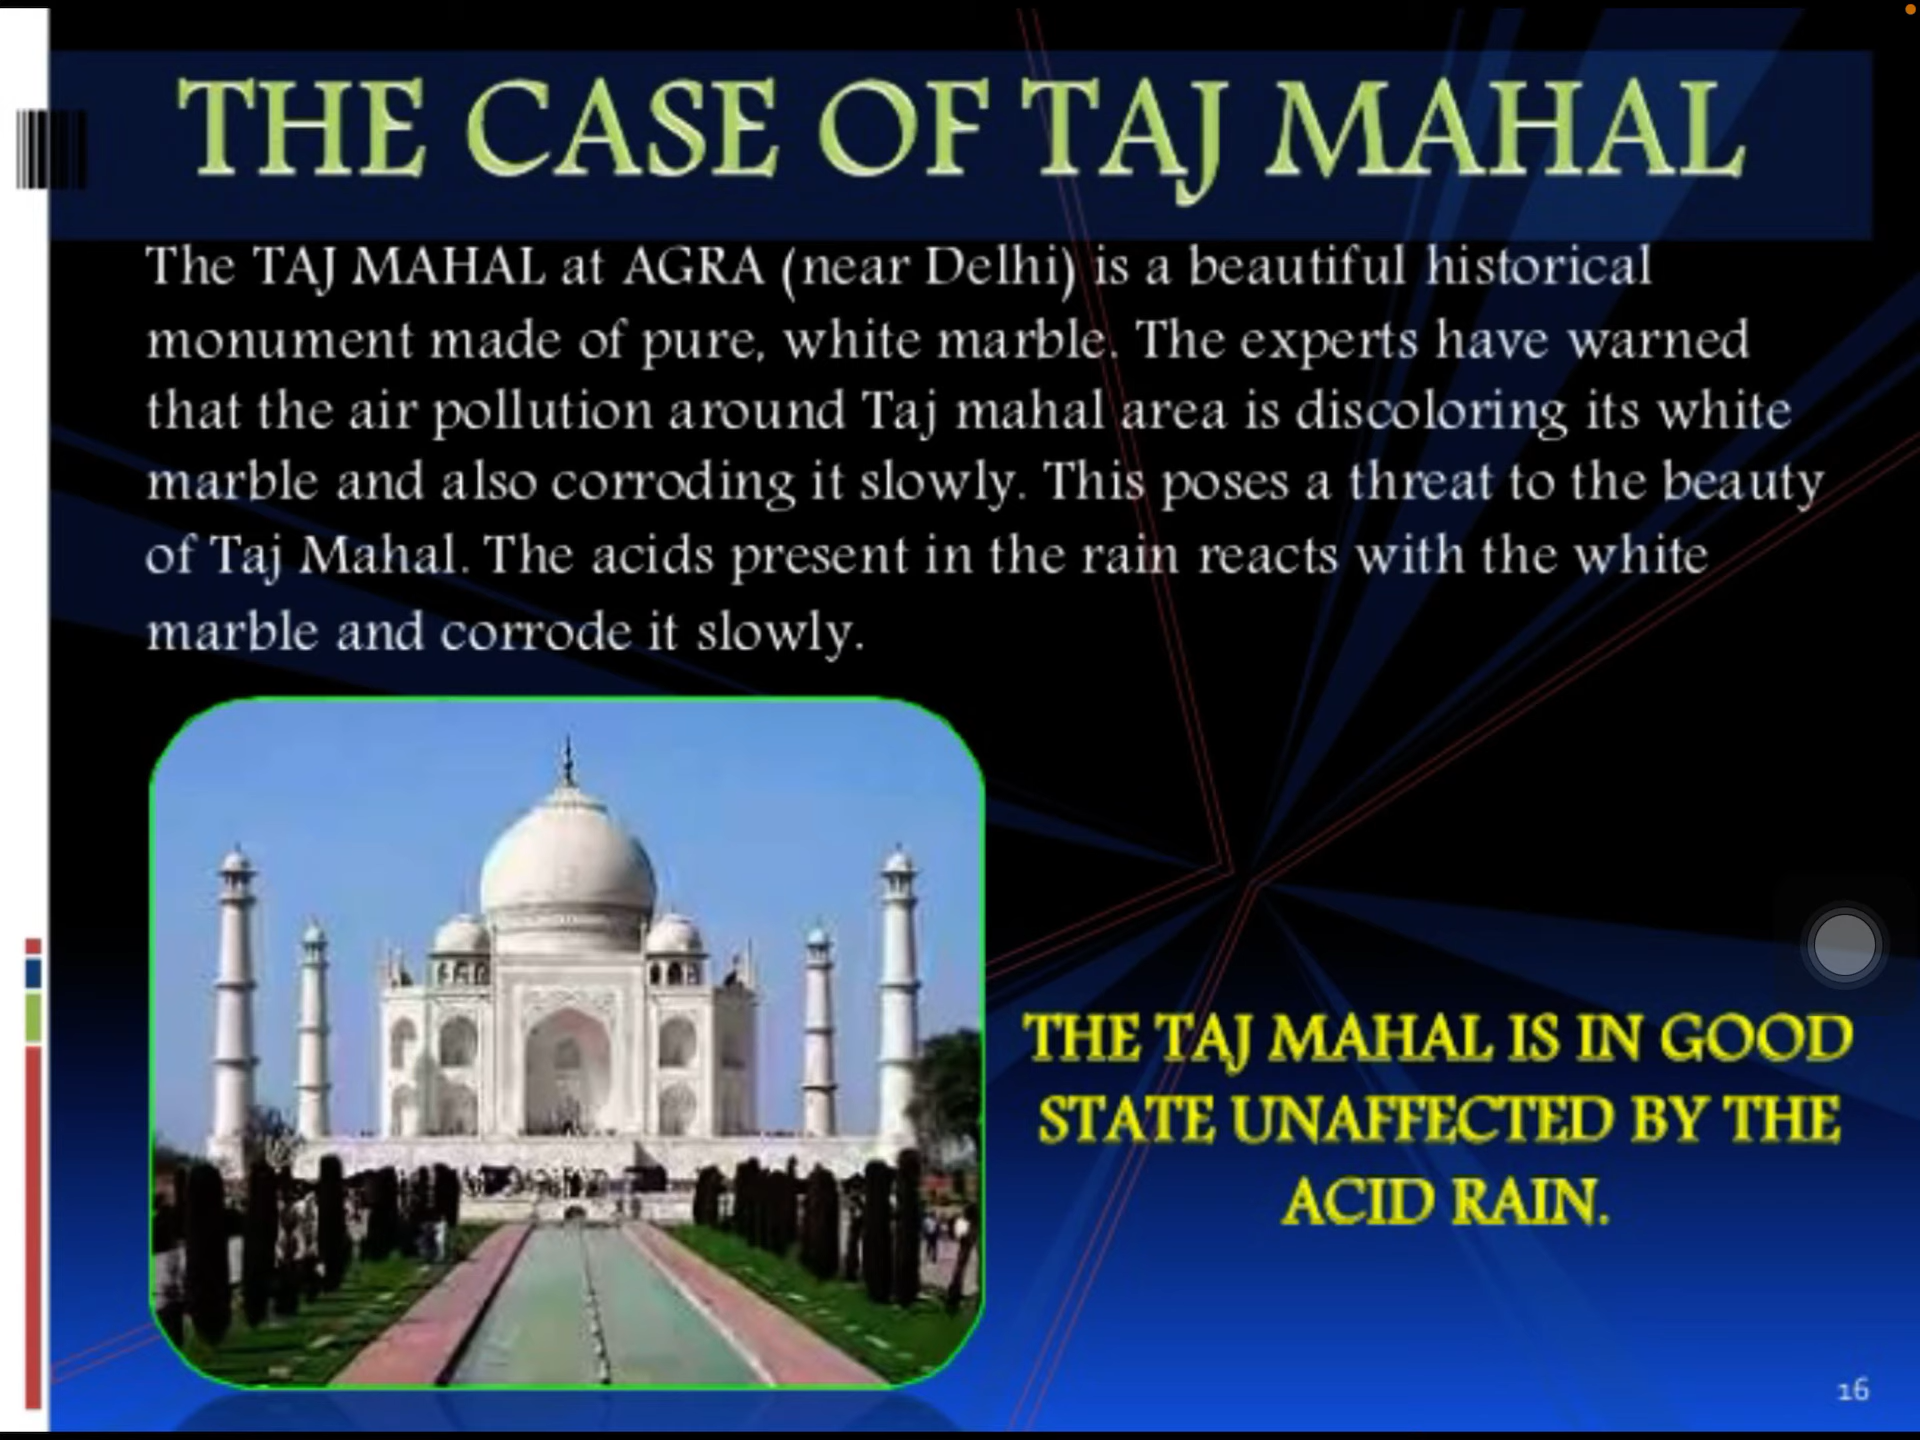 THE CASE OF TAJ MAHAL
The TAJ MAHAL at AGRA (near Delhi) is a beautiful historical
monument made of pure, white marble. The experts have warned
that the air pollution around Taj mahal area is discoloring its white
marble and also corroding it slowly. This poses a threat to the beauty
of Taj Mahal. The acids present in the rain reacts with the white
marble and corrode it slowly.
THE TAJ MAHAL IS IN GOOD
STATE UNAFFECTED BY THE
ACID RAIN.
16